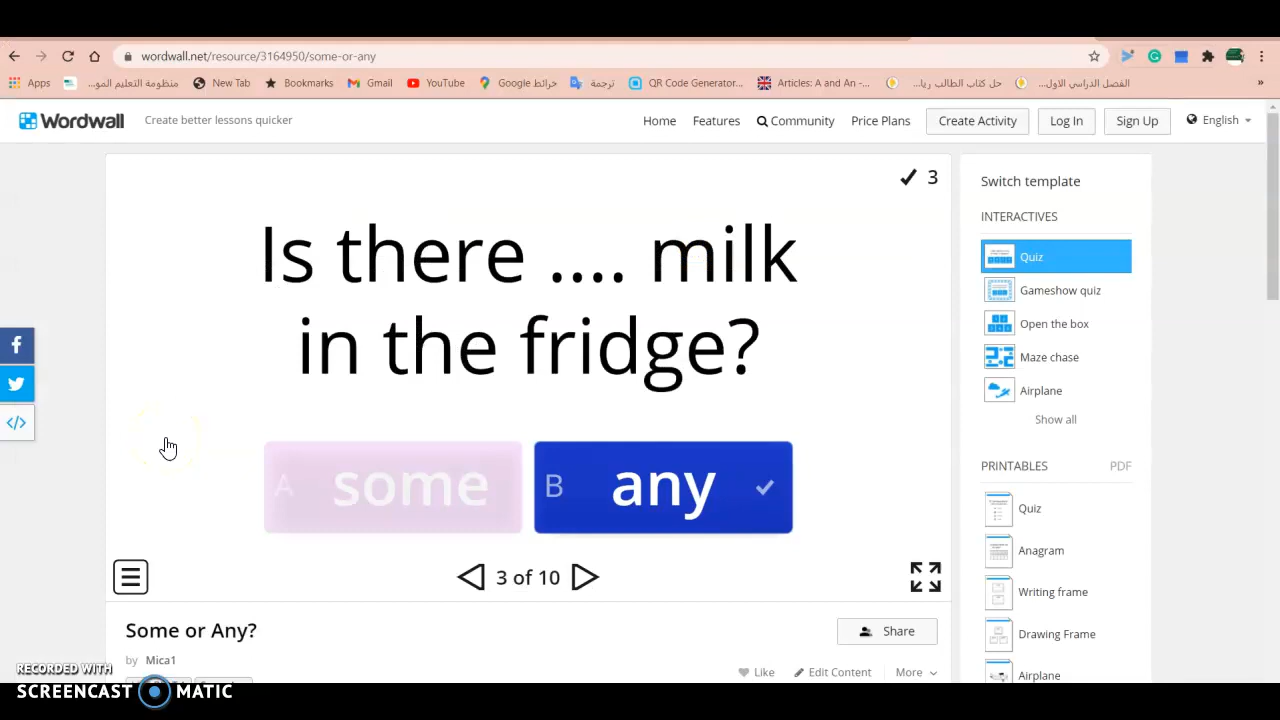 wordwall.net/resource/3164950/some-or-any
Apps
منظومة التعليم المو...
New Tab
Bookmarks
Gmail
YouTube
خرائط Google
ترجمة
QR Code Generator...
Articles: A and An -...
حل كتاب الطالب ريا...
الفصل الدراسي الاول...
»
Wordwall
Create better lessons quicker
Home
Features
Community
Price Plans
Create Activity
Log In
Sign Up
English
3
Is there .... milk
in the fridge?
A some
B any
3 of 10
Some or Any?
by Mica1
Share
Like
Edit Content
More
Switch template
INTERACTIVES
Quiz
Gameshow quiz
Open the box
Maze chase
Airplane
Show all
PRINTABLES PDF
Quiz
Anagram
Writing frame
Drawing Frame
Airplane
RECORDED WITH
SCREENCAST MATIC